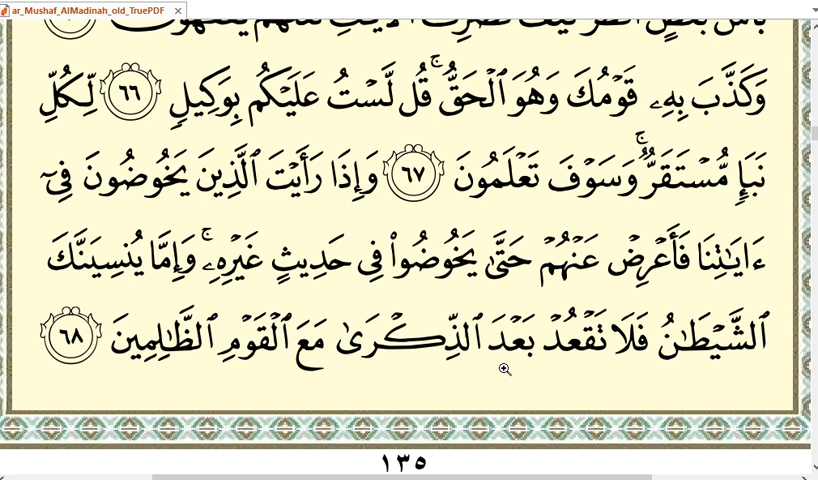 ar_Mushaf_AlMadinah_old_TruePDF
وَكَذَّبَ بِهِۦ قَوۡمُكَ وَهُوَ ٱلۡحَقُّۚ قُل لَّسۡتُ عَلَيۡكُم بِوَكِيلٖ ٦٦ لِّكُلِّ
نَبَإٖ مُّسۡتَقَرّٞۚ وَسَوۡفَ تَعۡلَمُونَ ٦٧ وَإِذَا رَأَيۡتَ ٱلَّذِينَ يَخُوضُونَ فِيٓ
ءَايَٰتِنَا فَأَعۡرِضۡ عَنۡهُمۡ حَتَّىٰ يَخُوضُواْ فِي حَدِيثٍ غَيۡرِهِۦۚ وَإِمَّا يُنسِيَنَّكَ
ٱلشَّيۡطَٰنُ فَلَا تَقۡعُدۡ بَعۡدَ ٱلذِّكۡرَىٰ مَعَ ٱلۡقَوۡمِ ٱلظَّٰلِمِينَ ٦٨
١٣٥